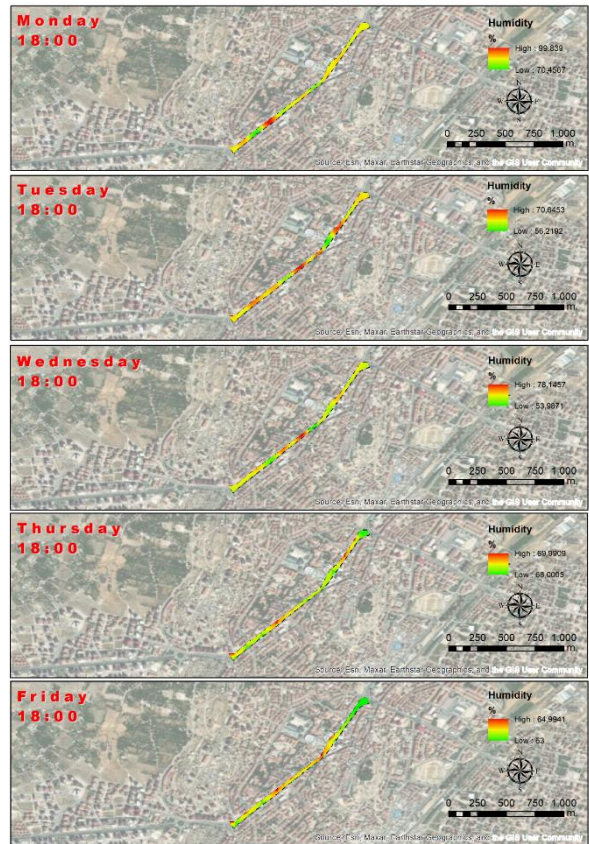 Monday
18:00
Humidity
%
High : 99,839
Low : 70,4567
N
W E
S
0 250 500 750 1.000
m
Source: Esri, Maxar, Earthstar Geographics, and the GIS User Community
Tuesday
18:00
Humidity
%
High : 70,6453
Low : 56,2192
N
W E
S
0 250 500 750 1.000
m
Source: Esri, Maxar, Earthstar Geographics, and the GIS User Community
Wednesday
18:00
Humidity
%
High : 78,1457
Low : 53,9871
N
W E
S
0 250 500 750 1.000
m
Source: Esri, Maxar, Earthstar Geographics, and the GIS User Community
Thursday
18:00
Humidity
%
High : 69,9909
Low : 68,0005
N
W E
S
0 250 500 750 1.000
m
Source: Esri, Maxar, Earthstar Geographics, and the GIS User Community
Friday
18:00
Humidity
%
High : 64,9941
Low : 63
N
W E
S
0 250 500 750 1.000
m
Source: Esri, Maxar, Earthstar Geographics, and the GIS User Community